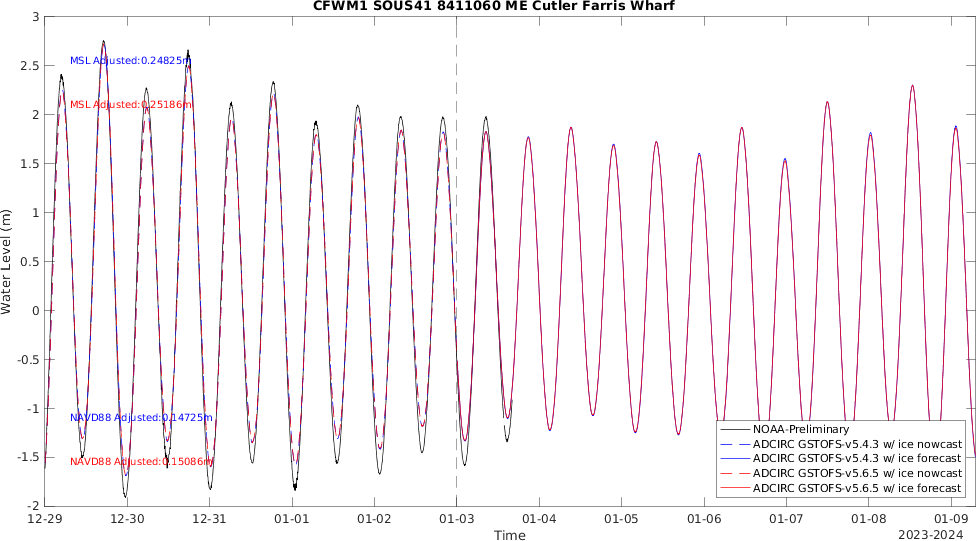 CFWM1 SOUS41 8411060 ME Cutler Farris Wharf
3
2.5
2
1.5
1
0.5
0
-0.5
-1
-1.5
-2
Water Level (m)
MSL Adjusted:0.24825m
MSL Adjusted:0.25186m
NAVD88 Adjusted:0.14725m
NAVD88 Adjusted:0.15086m
NOAA-Preliminary
ADCIRC GSTOFS-v5.4.3 w/ ice nowcast
ADCIRC GSTOFS-v5.4.3 w/ ice forecast
ADCIRC GSTOFS-v5.6.5 w/ ice nowcast
ADCIRC GSTOFS-v5.6.5 w/ ice forecast
12-29 12-30 12-31 01-01 01-02 01-03 01-04 01-05 01-06 01-07 01-08 01-09
Time
2023-2024